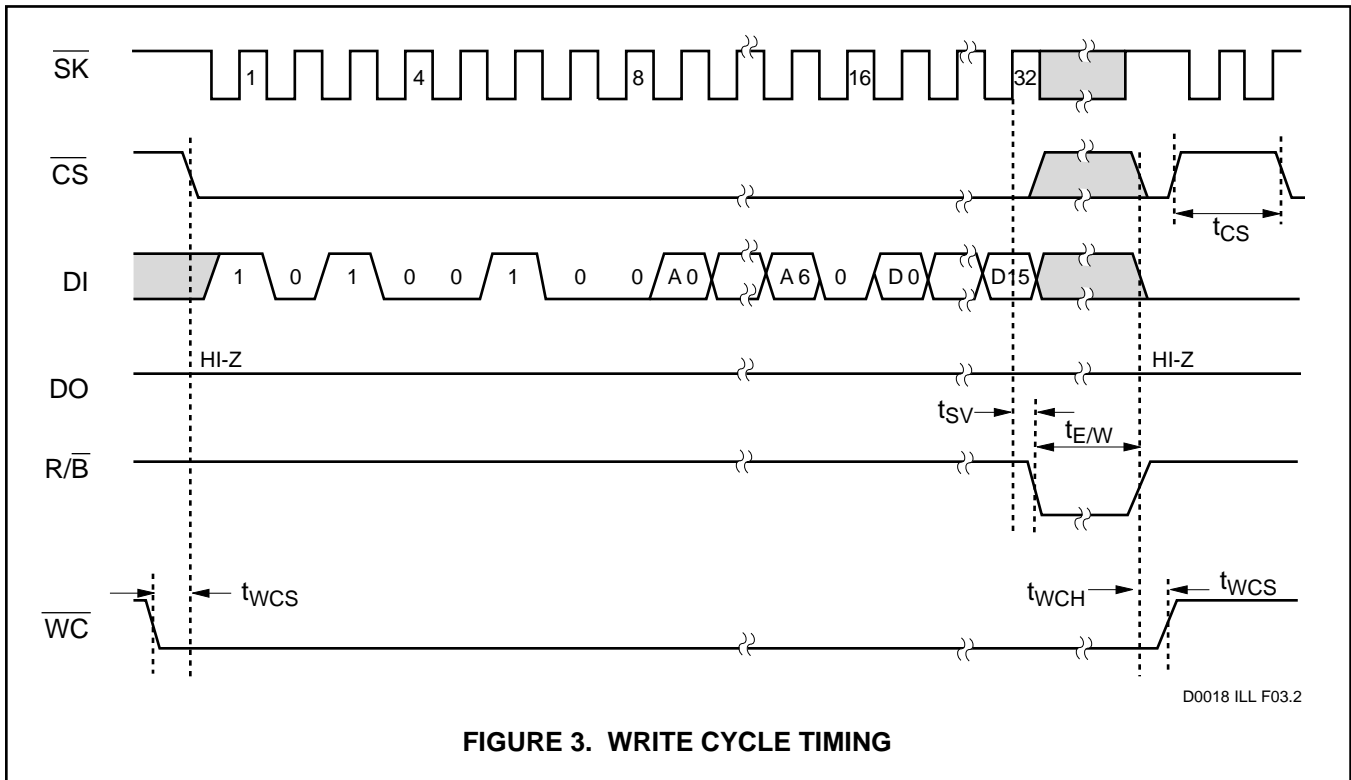 SK 1 4 8 16 32
CS
tCS
DI 1 0 1 0 0 1 0 0 A0 A6 0 D0 D15
HI-Z HI-Z
DO
tSV tE/W
R/B
tWCS tWCH tWCS
WC
D0018 ILL F03.2
FIGURE 3. WRITE CYCLE TIMING